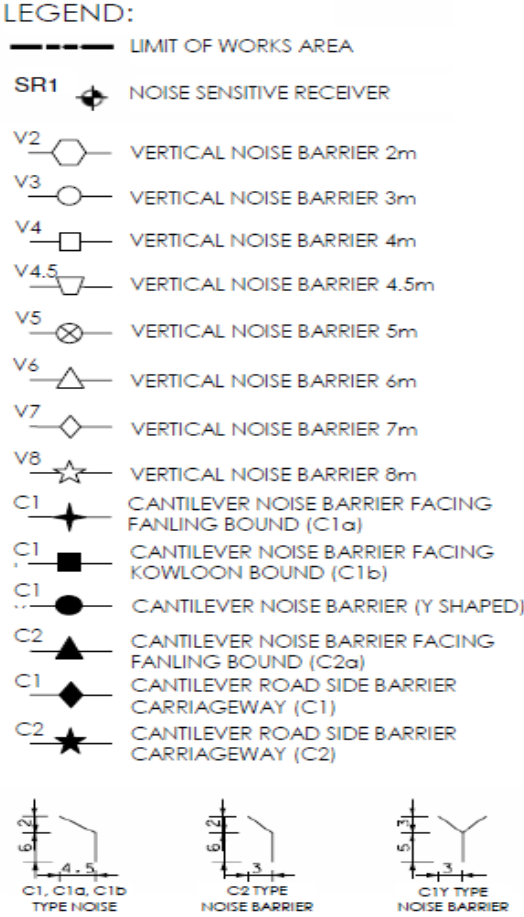 LEGEND:
LIMIT OF WORKS AREA
SR1 NOISE SENSITIVE RECEIVER
V2 VERTICAL NOISE BARRIER 2m
V3 VERTICAL NOISE BARRIER 3m
V4 VERTICAL NOISE BARRIER 4m
V4.5 VERTICAL NOISE BARRIER 4.5m
V5 VERTICAL NOISE BARRIER 5m
V6 VERTICAL NOISE BARRIER 6m
V7 VERTICAL NOISE BARRIER 7m
V8 VERTICAL NOISE BARRIER 8m
C1 CANTILEVER NOISE BARRIER FACING
FANLING BOUND (C1a)
C1 CANTILEVER NOISE BARRIER FACING
KOWLOON BOUND (C1b)
C1 CANTILEVER NOISE BARRIER (Y SHAPED)
C2 CANTILEVER NOISE BARRIER FACING
FANLING BOUND (C2a)
C1 CANTILEVER ROAD SIDE BARRIER
CARRIAGEWAY (C1)
C2 CANTILEVER ROAD SIDE BARRIER
CARRIAGEWAY (C2)
2
6
4.5
C1, C1a, C1b
TYPE NOISE
2
6
3
C2 TYPE
NOISE BARRIER
3
5
3
C1Y TYPE
NOISE BARRIER